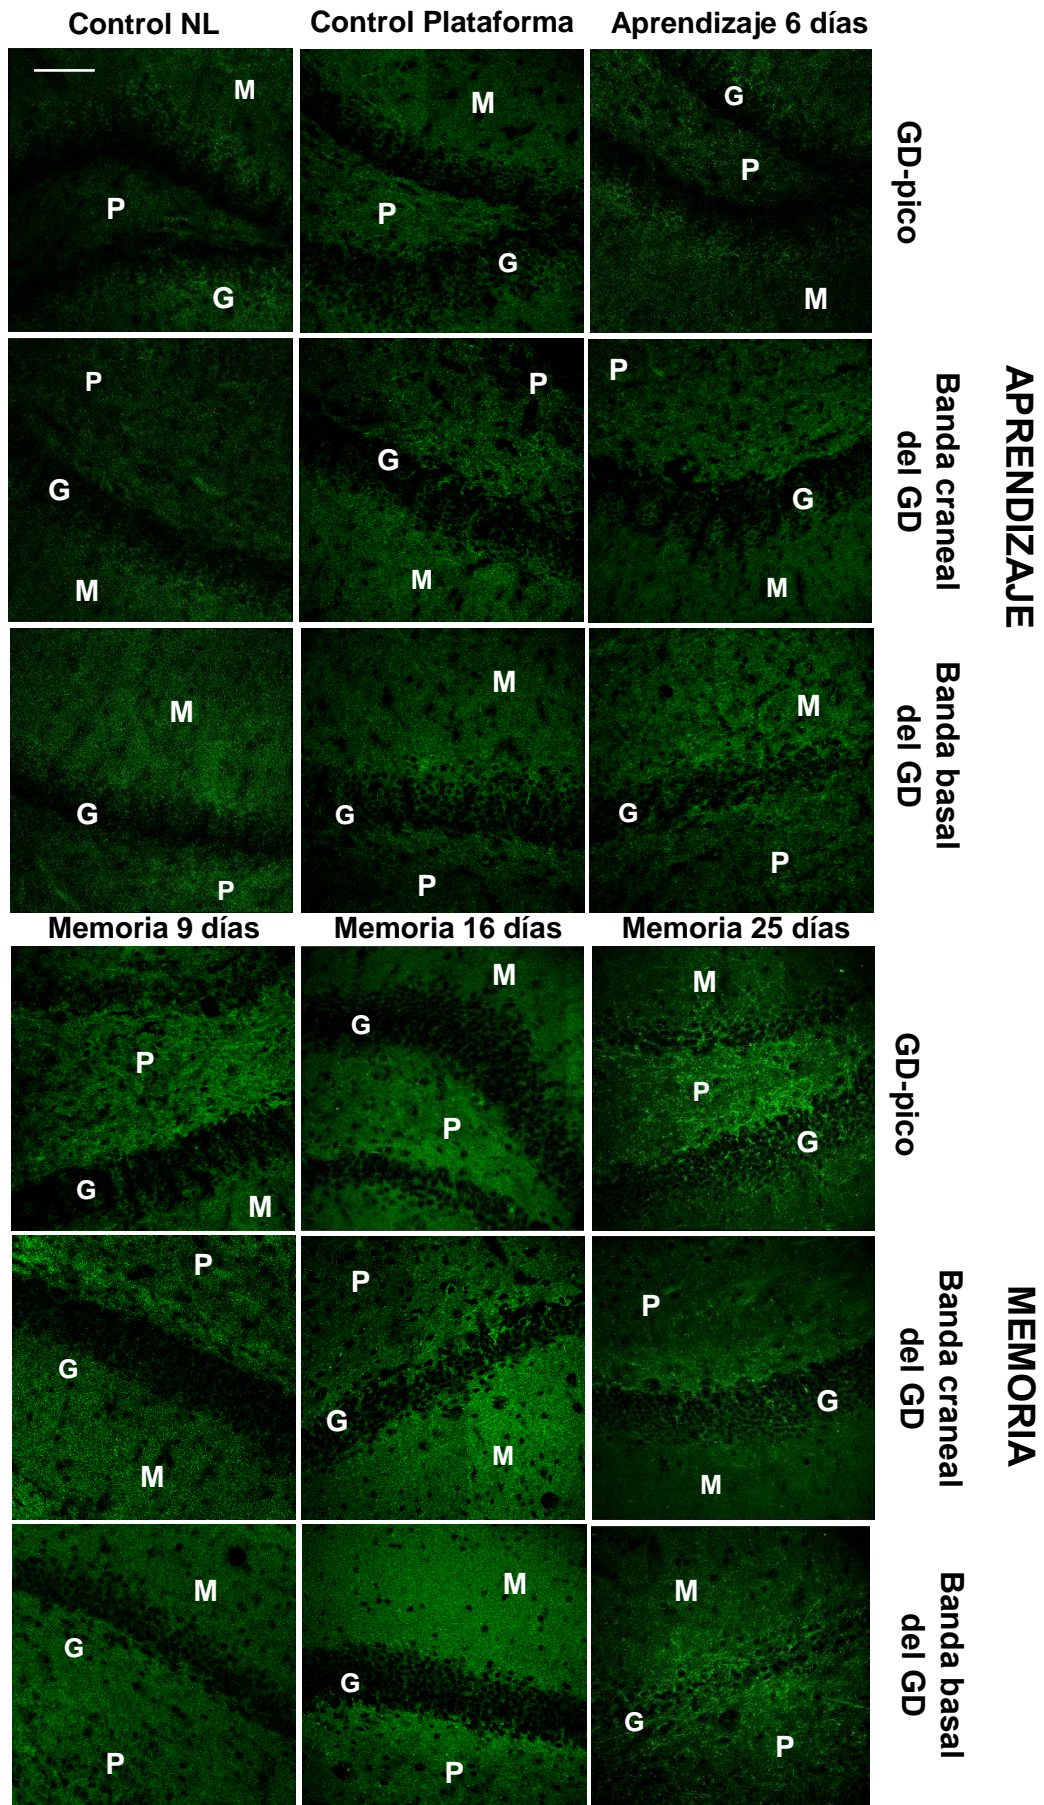 Control NL
Control Plataforma
Aprendizaje 6 días
M
P
G
M
P
G
G
P
M
GD-pico
P
G
M
P
G
M
P
G
M
Banda craneal
del GD
APRENDIZAJE
M
G
P
M
G
P
M
G
P
Banda basal
del GD
Memoria 9 días
Memoria 16 días
Memoria 25 días
P
G
M
M
G
P
M
P
G
GD-pico
P
G
M
P
G
M
P
G
M
Banda craneal
del GD
MEMORIA
M
G
P
M
G
P
M
G
P
Banda basal
del GD